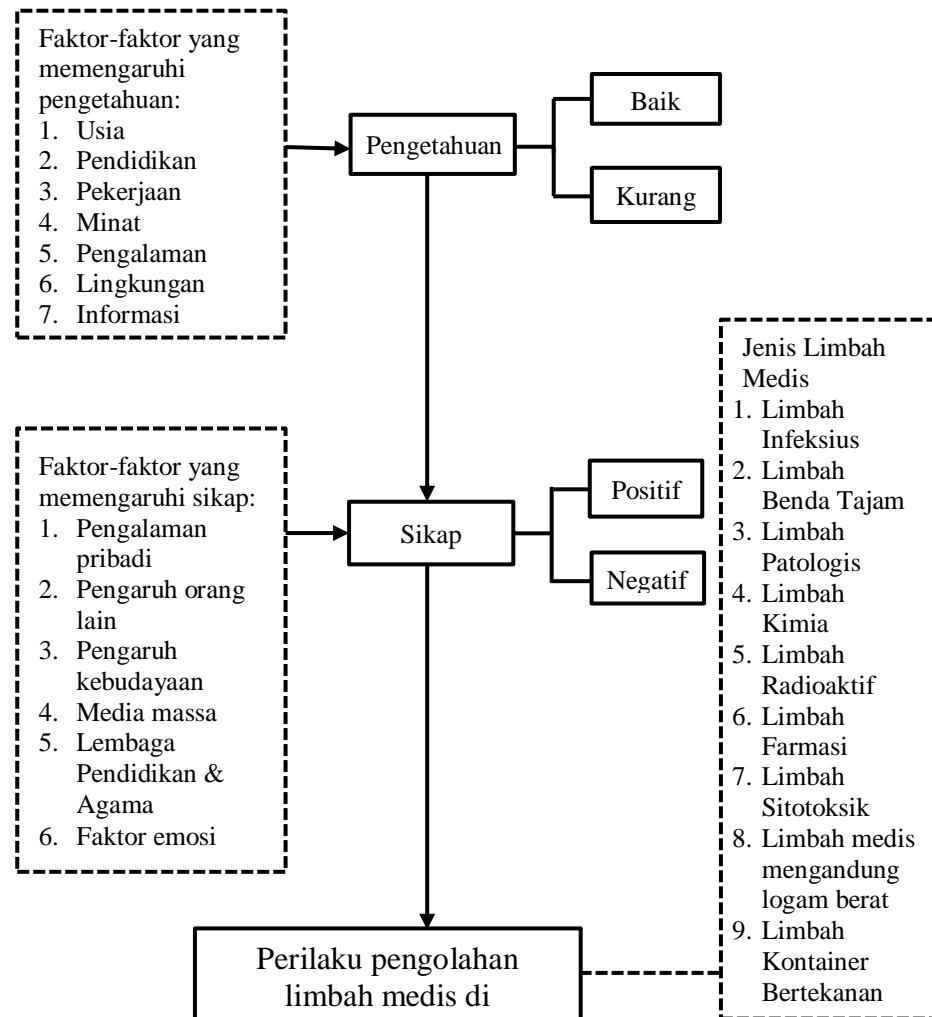 Faktor-faktor yang
memengaruhi
pengetahuan:
1. Usia
2. Pendidikan
3. Pekerjaan
4. Minat
5. Pengalaman
6. Lingkungan
7. Informasi
Pengetahuan
Baik
Kurang
Faktor-faktor yang
memengaruhi sikap:
1. Pengalaman
pribadi
2. Pengaruh orang
lain
3. Pengaruh
kebudayaan
4. Media massa
5. Lembaga
Pendidikan &
Agama
6. Faktor emosi
Sikap
Positif
Negatif
Jenis Limbah
Medis
1. Limbah
Infeksius
2. Limbah
Benda Tajam
3. Limbah
Patologis
4. Limbah
Kimia
5. Limbah
Radioaktif
6. Limbah
Farmasi
7. Limbah
Sitotoksik
8. Limbah medis
mengandung
logam berat
9. Limbah
Kontainer
Bertekanan
Perilaku pengolahan
limbah medis di